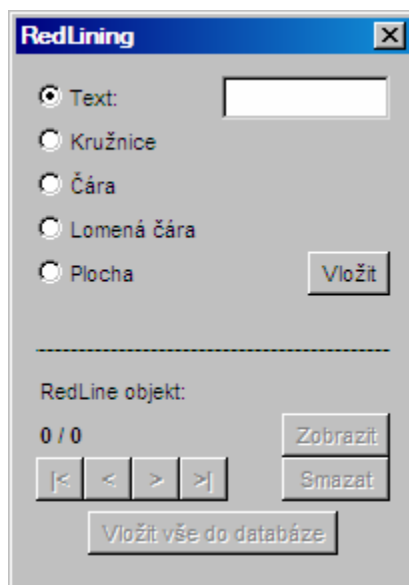 RedLining
Text:
Kružnice
Čára
Lomená čára
Plocha
Vložit
RedLine objekt:
0 / 0
Zobrazit
|< < > >|
Smazat
Vložit vše do databáze